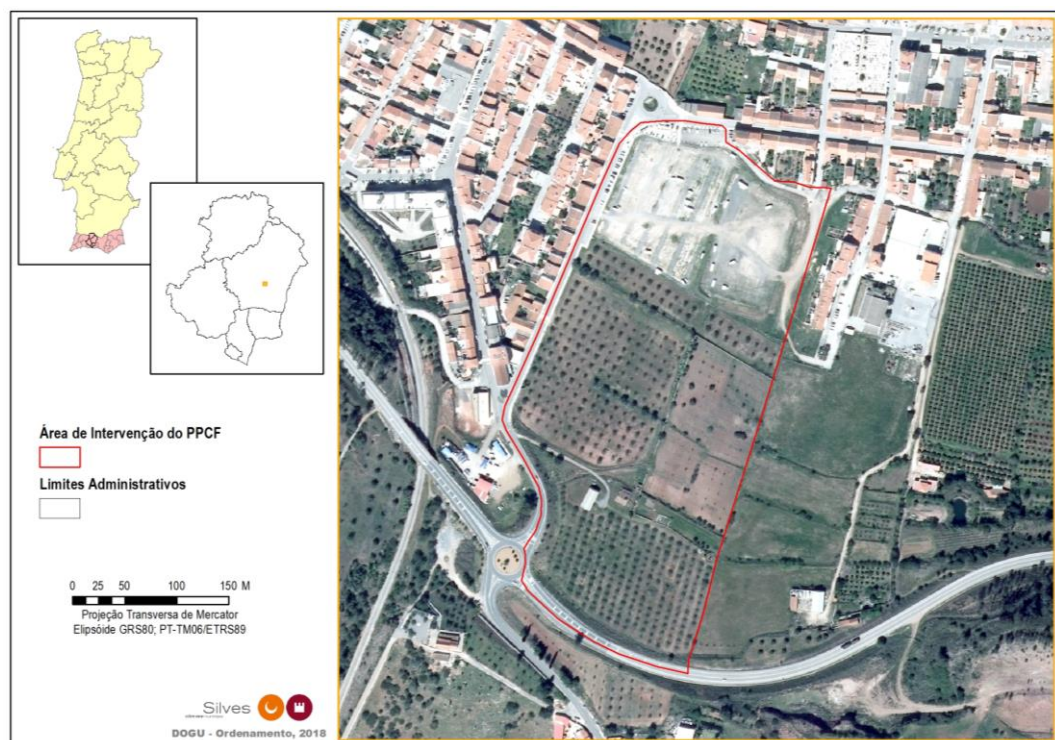 Área de Intervenção do PPCF
Limites Administrativos
0 25 50 100 150 M
Projeção Transversa de Mercator
Elipsóide GRS80; PT-TM06/ETRS89
Silves
DOGU - Ordenamento, 2018